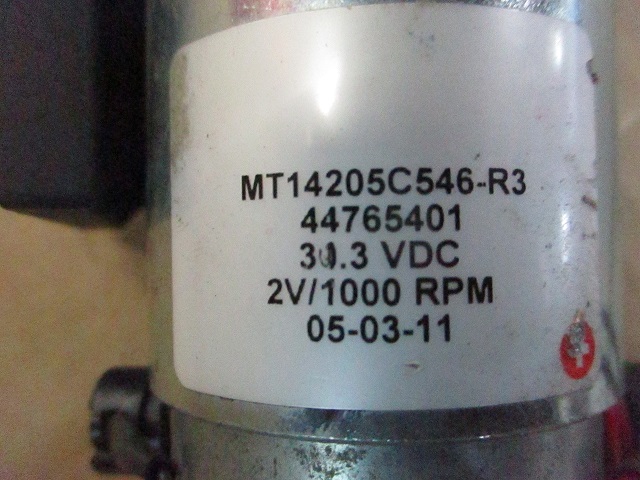 MT14205C546-R3
44765401
VDC
2V/1000 RPM
05-03-11